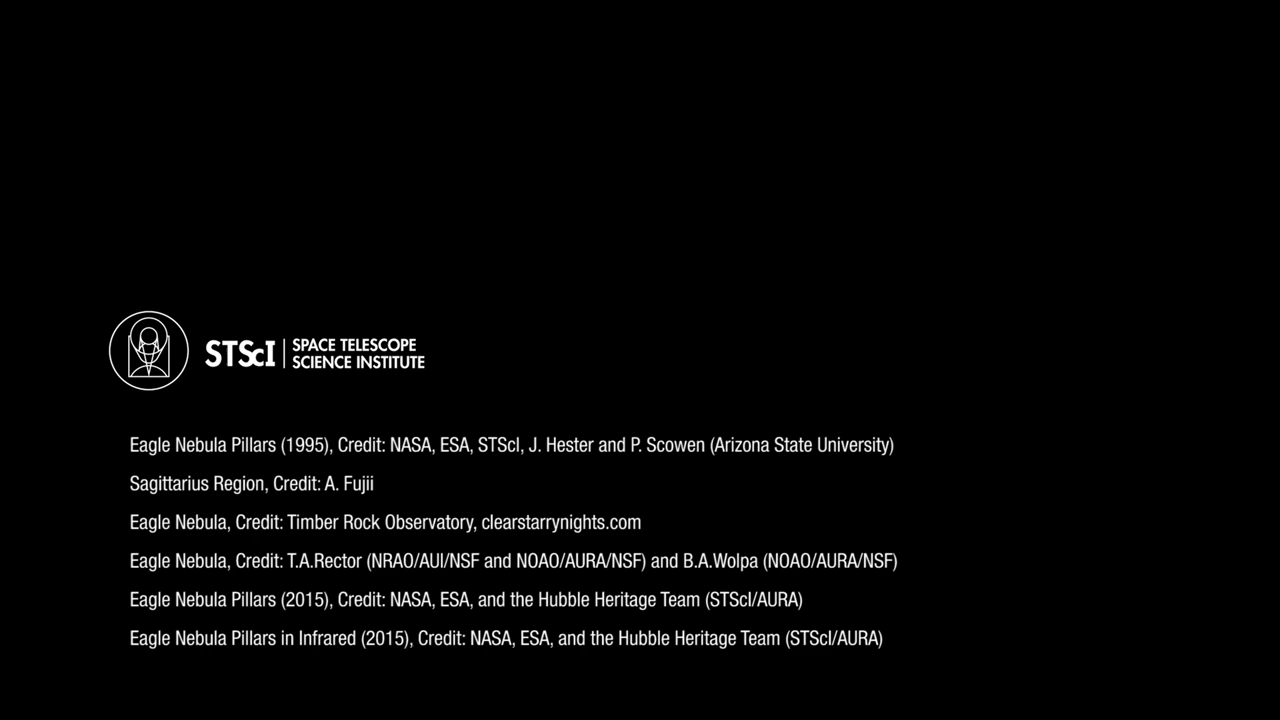 STScI | SPACE TELESCOPE
SCIENCE INSTITUTE
Eagle Nebula Pillars (1995), Credit: NASA, ESA, STScI, J. Hester and P. Scowen (Arizona State University)
Sagittarius Region, Credit: A. Fujii
Eagle Nebula, Credit: Timber Rock Observatory, clearstarrynights.com
Eagle Nebula, Credit: T.A.Rector (NRAO/AUI/NSF and NOAO/AURA/NSF) and B.A.Wolpa (NOAO/AURA/NSF)
Eagle Nebula Pillars (2015), Credit: NASA, ESA, and the Hubble Heritage Team (STScI/AURA)
Eagle Nebula Pillars in Infrared (2015), Credit: NASA, ESA, and the Hubble Heritage Team (STScI/AURA)